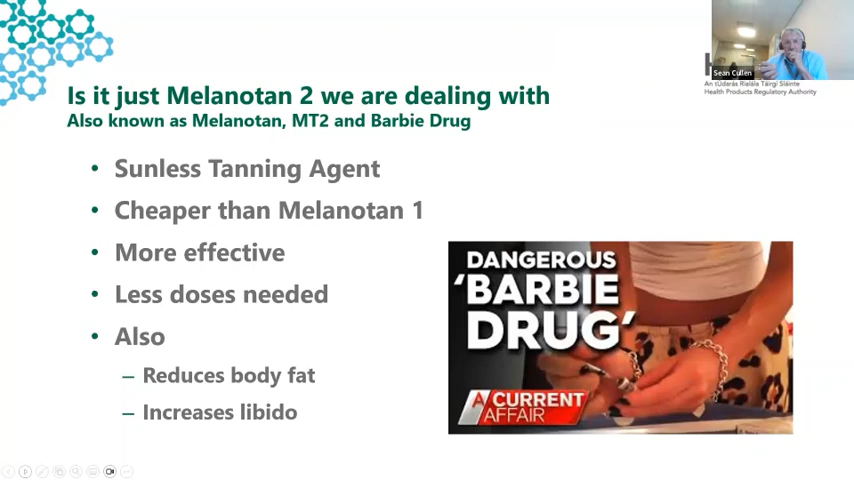 Is it just Melanotan 2 we are dealing with
Also known as Melanotan, MT2 and Barbie Drug
• Sunless Tanning Agent
• Cheaper than Melanotan 1
• More effective
• Less doses needed
• Also
– Reduces body fat
– Increases libido
DANGEROUS
‘BARBIE
DRUG’
A CURRENT
AFFAIR
Sean Cullen
An tÚdarás Rialála Táirgí Sláinte
Health Products Regulatory Authority